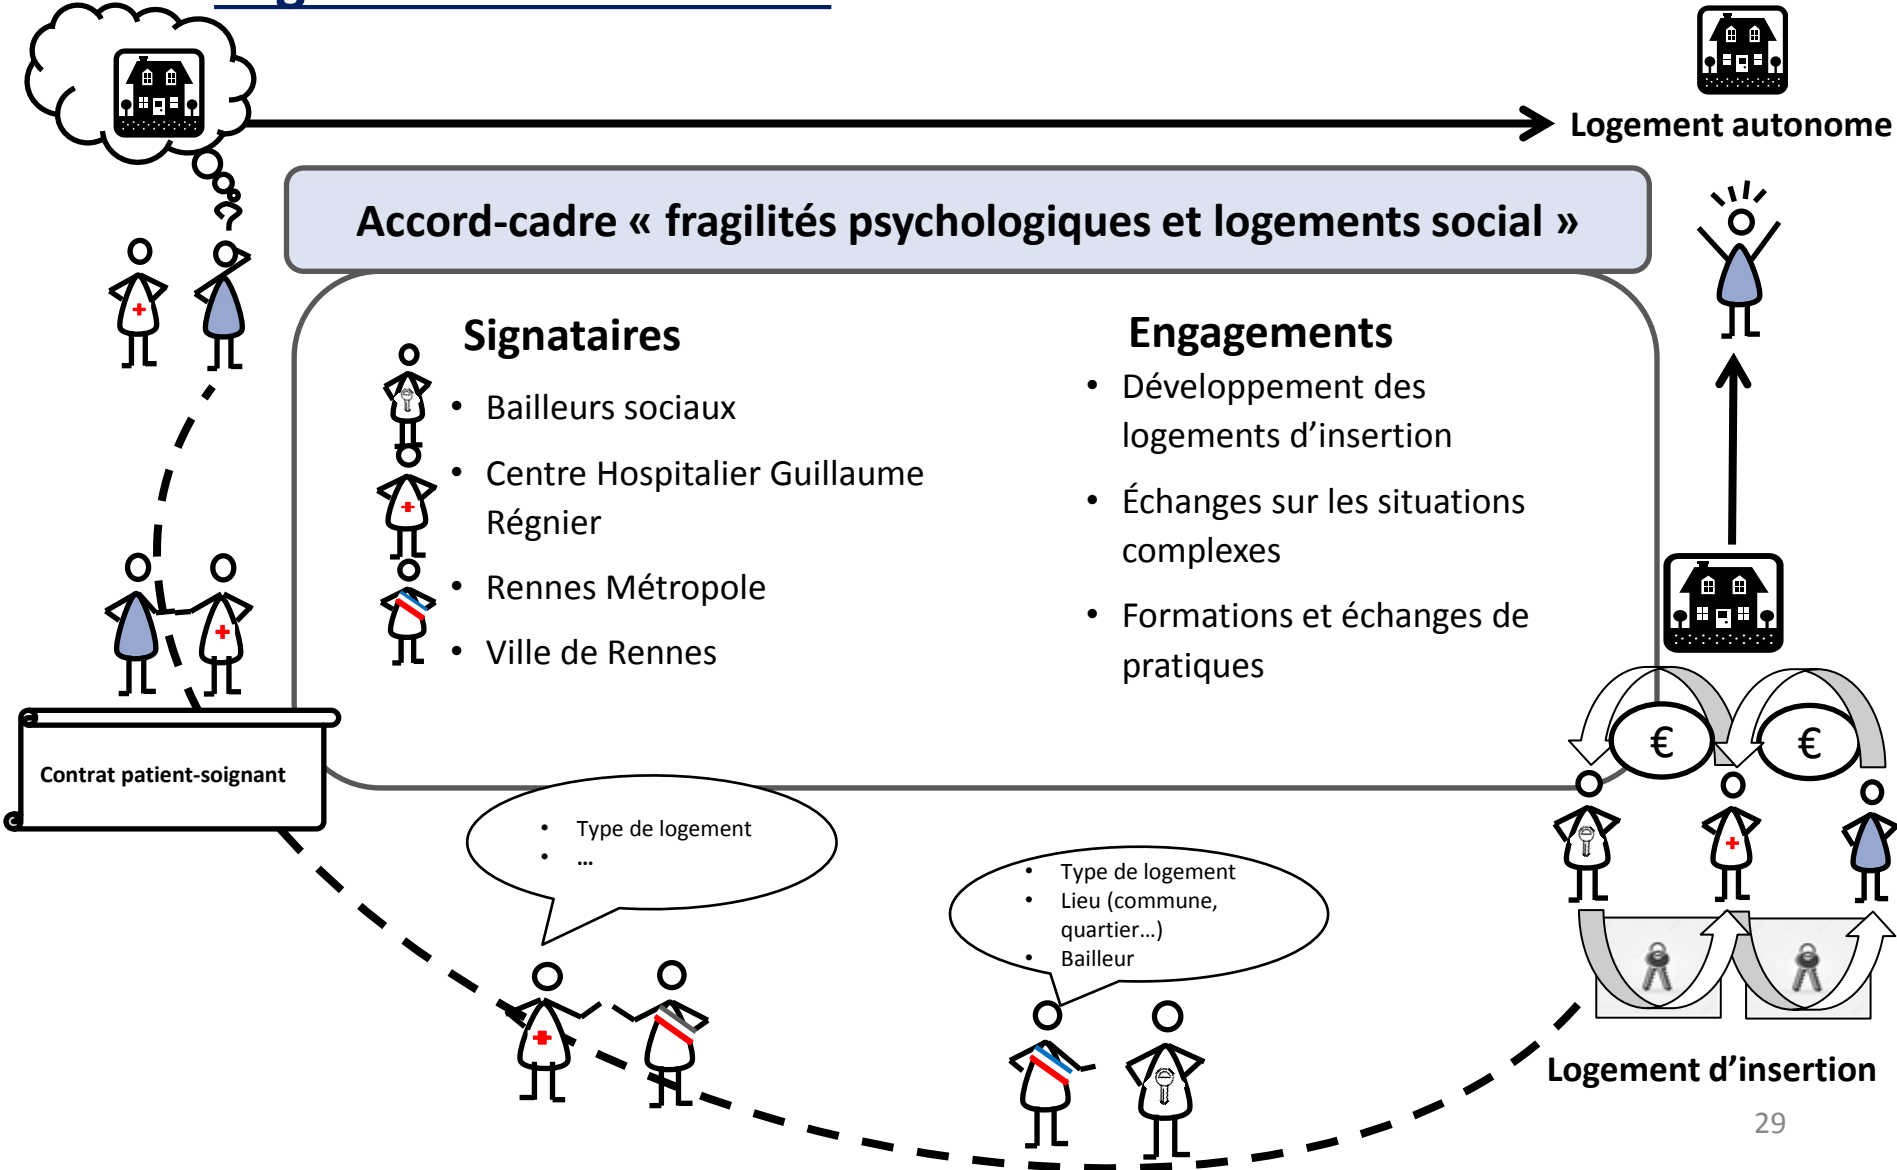 Logement autonome
Accord-cadre « fragilités psychologiques et logements social »
Signataires
• Bailleurs sociaux
• Centre Hospitalier Guillaume
Régnier
• Rennes Métropole
• Ville de Rennes
Engagements
• Développement des
logements d’insertion
• Échanges sur les situations
complexes
• Formations et échanges de
pratiques
Contrat patient-soignant
• Type de logement
• ...
• Type de logement
• Lieu (commune,
quartier...)
• Bailleur
€
€
Logement d’insertion
29